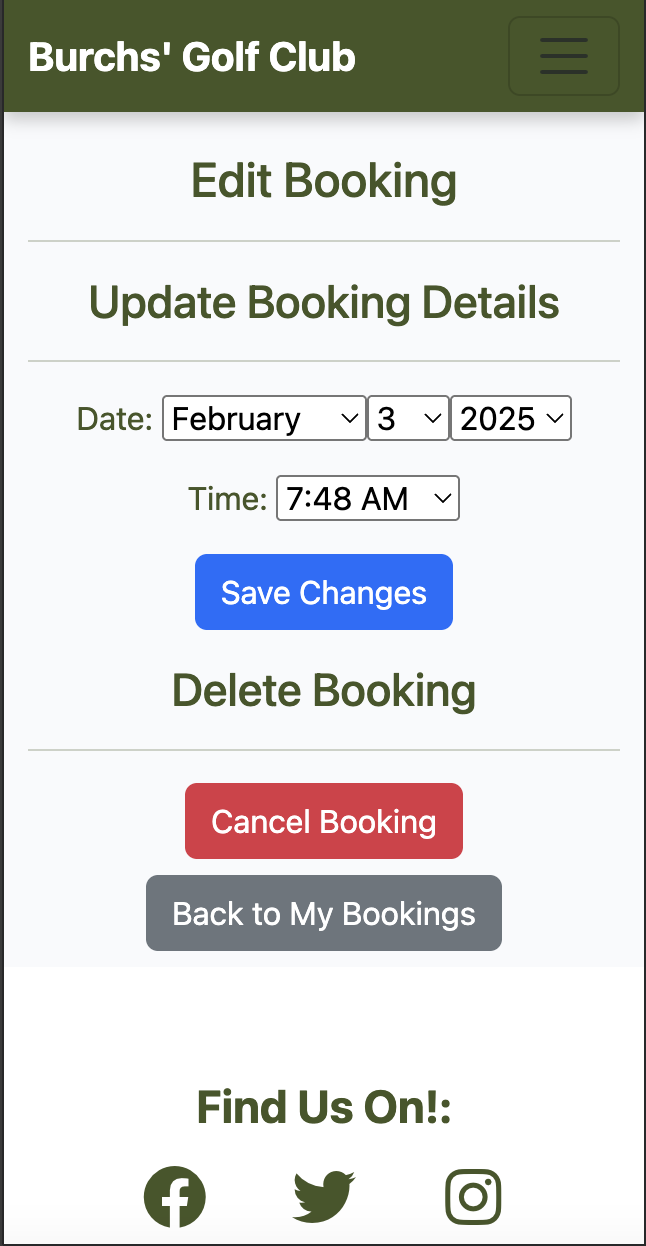 Burchs' Golf Club
Edit Booking
Update Booking Details
Date: February 3 2025
Time: 7:48 AM
Save Changes
Delete Booking
Cancel Booking
Back to My Bookings
Find Us On!: